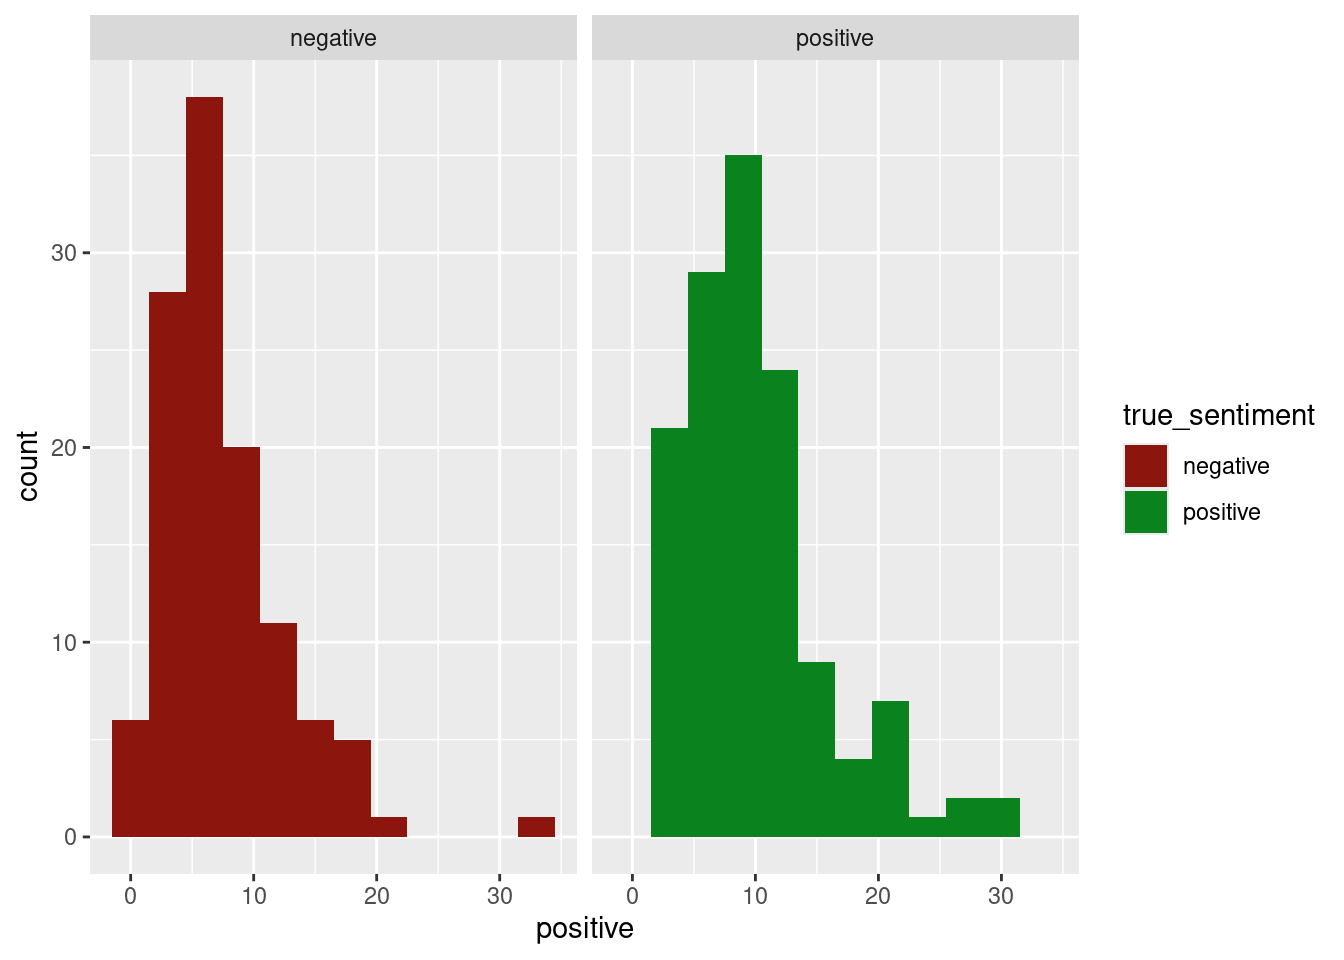 negative
positive
30
20
10
0
count
0 10 20 30
0 10 20 30
positive
true_sentiment
negative
positive